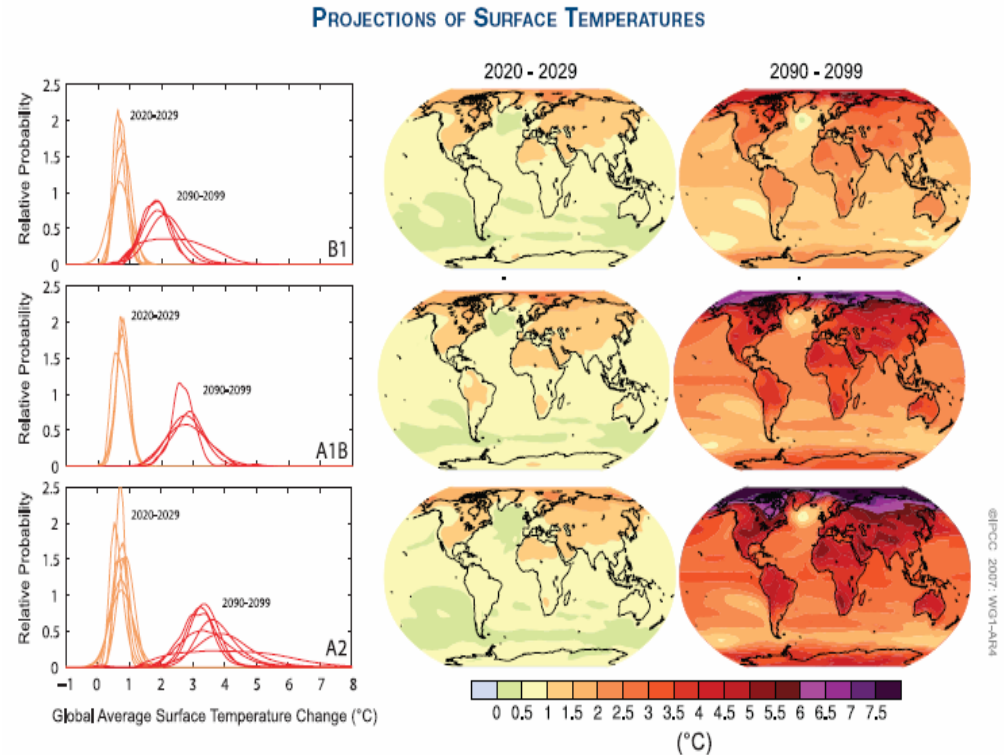 PROJECTIONS OF SURFACE TEMPERATURES
2020 - 2029
2090 - 2099
2.5
2
1.5
1
0.5
0
Relative Probability
2020-2029
2090-2099
B1
2.5
2
1.5
1
0.5
0
Relative Probability
2020-2029
2090-2099
A1B
2.5
2
1.5
1
0.5
0
Relative Probability
2020-2029
2090-2099
A2
−1 0 1 2 3 4 5 6 7 8
Global Average Surface Temperature Change (°C)
0 0.5 1 1.5 2 2.5 3 3.5 4 4.5 5 5.5 6 6.5 7 7.5
(°C)
©IPCC 2007: WG1-AR4